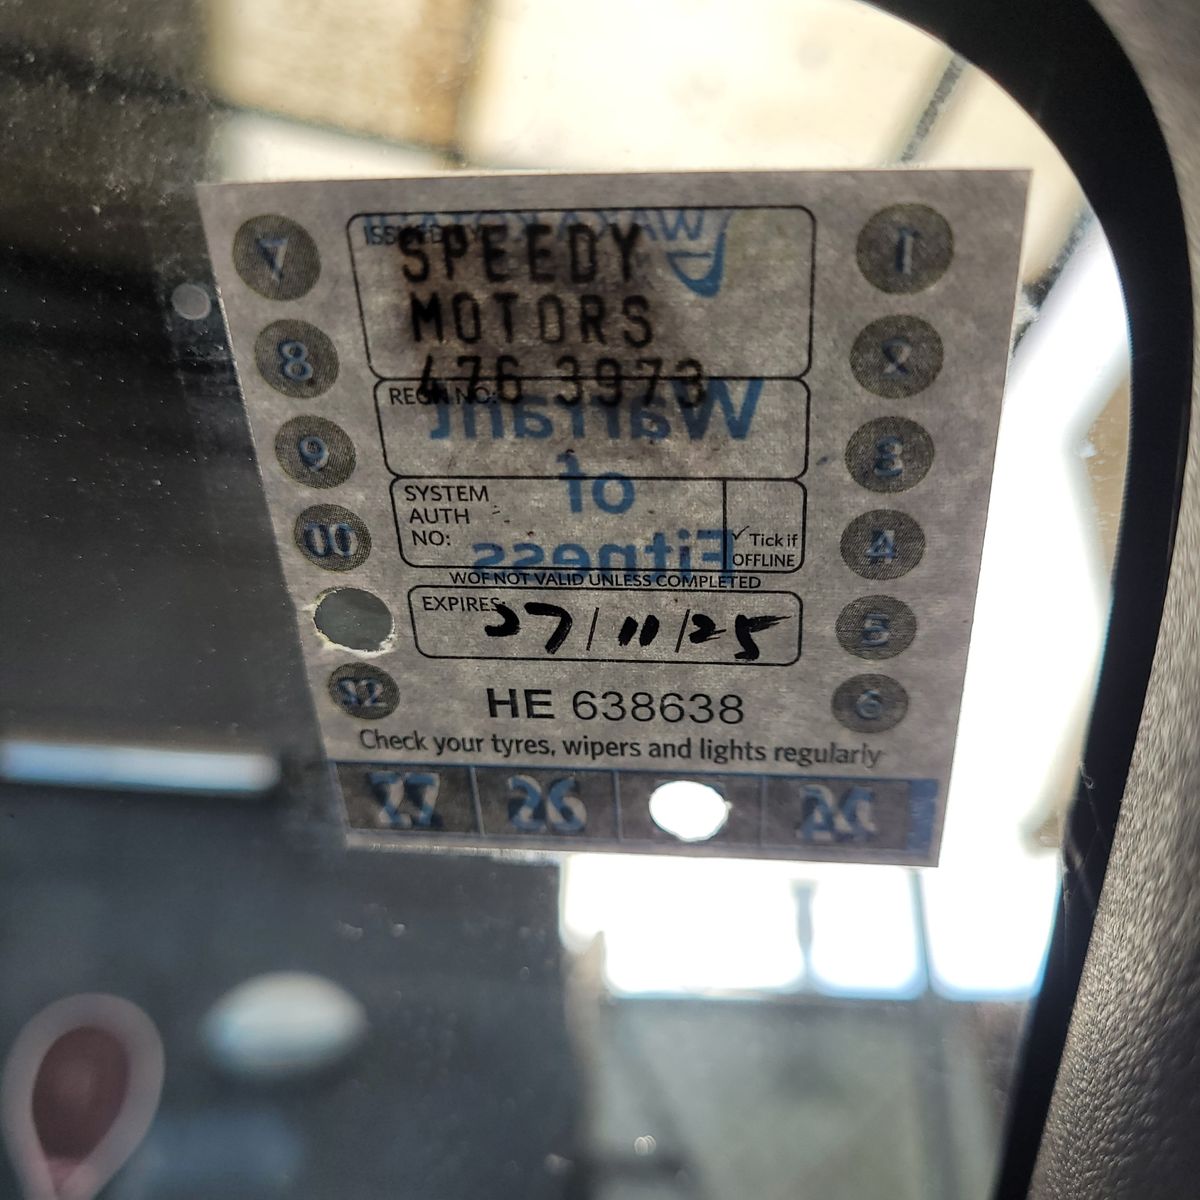 ISSUED BY
SPEEDY
MOTORS
476 3973
REGN NO:
Warrant
of
Fitness
SYSTEM
AUTH
NO:
✓ Tick if
OFFLINE
WOF NOT VALID UNLESS COMPLETED
EXPIRES:
27/11/25
HE 638638
Check your tyres, wipers and lights regularly
7
8
9
10
12
1
2
3
4
5
6
27
26
24